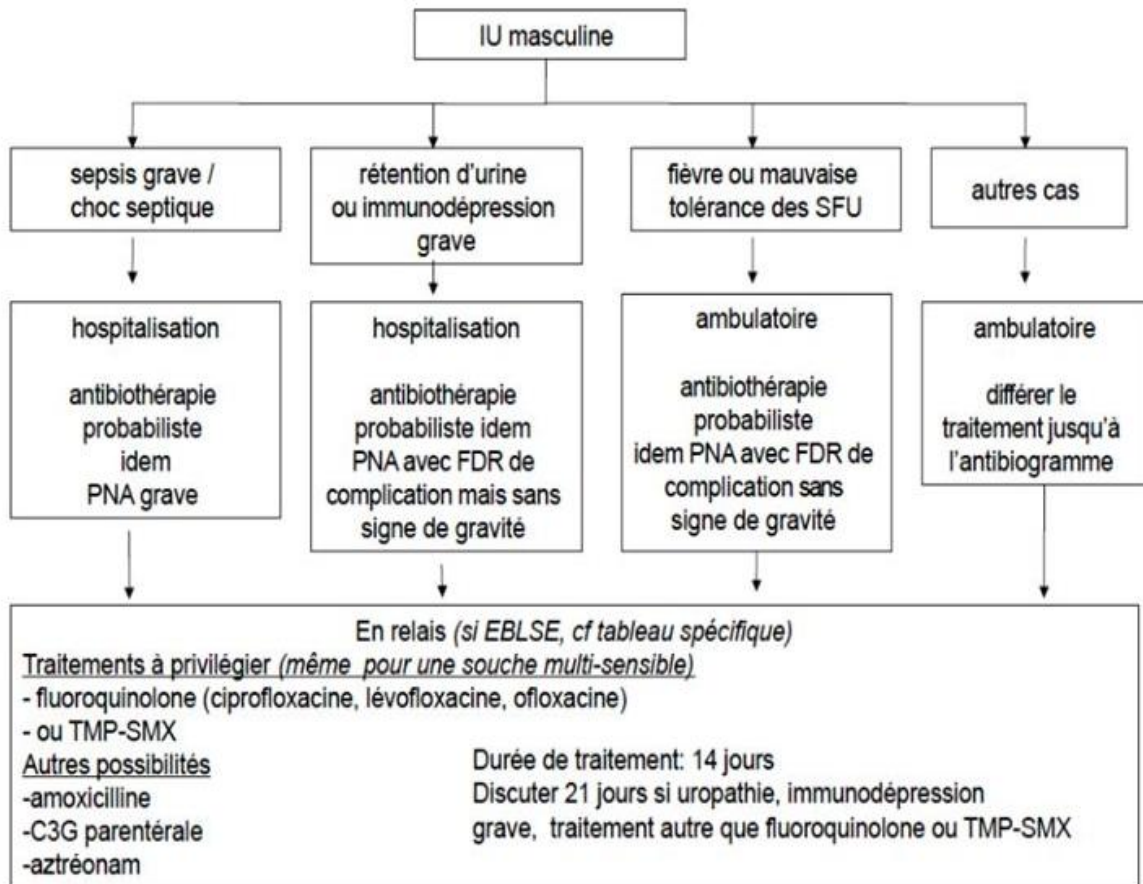 IU masculine
sepsis grave /
choc septique
rétention d'urine
ou immunodépression
grave
fièvre ou mauvaise
tolérance des SFU
autres cas
hospitalisation
antibiothérapie
probabiliste
idem
PNA grave
hospitalisation
antibiothérapie
probabiliste idem
PNA avec FDR de
complication mais sans
signe de gravité
ambulatoire
antibiothérapie
probabiliste
idem PNA avec FDR de
complication sans
signe de gravité
ambulatoire
différer le
traitement jusqu'à
l'antibiogramme
En relais (si EBLSE, cf tableau spécifique)
Traitements à privilégier (même pour une souche multi-sensible)
- fluoroquinolone (ciprofloxacine, lévofloxacine, ofloxacine)
- ou TMP-SMX
Autres possibilités
-amoxicilline
-C3G parentérale
-aztréonam
Durée de traitement: 14 jours
Discuter 21 jours si uropathie, immunodépression
grave, traitement autre que fluoroquinolone ou TMP-SMX